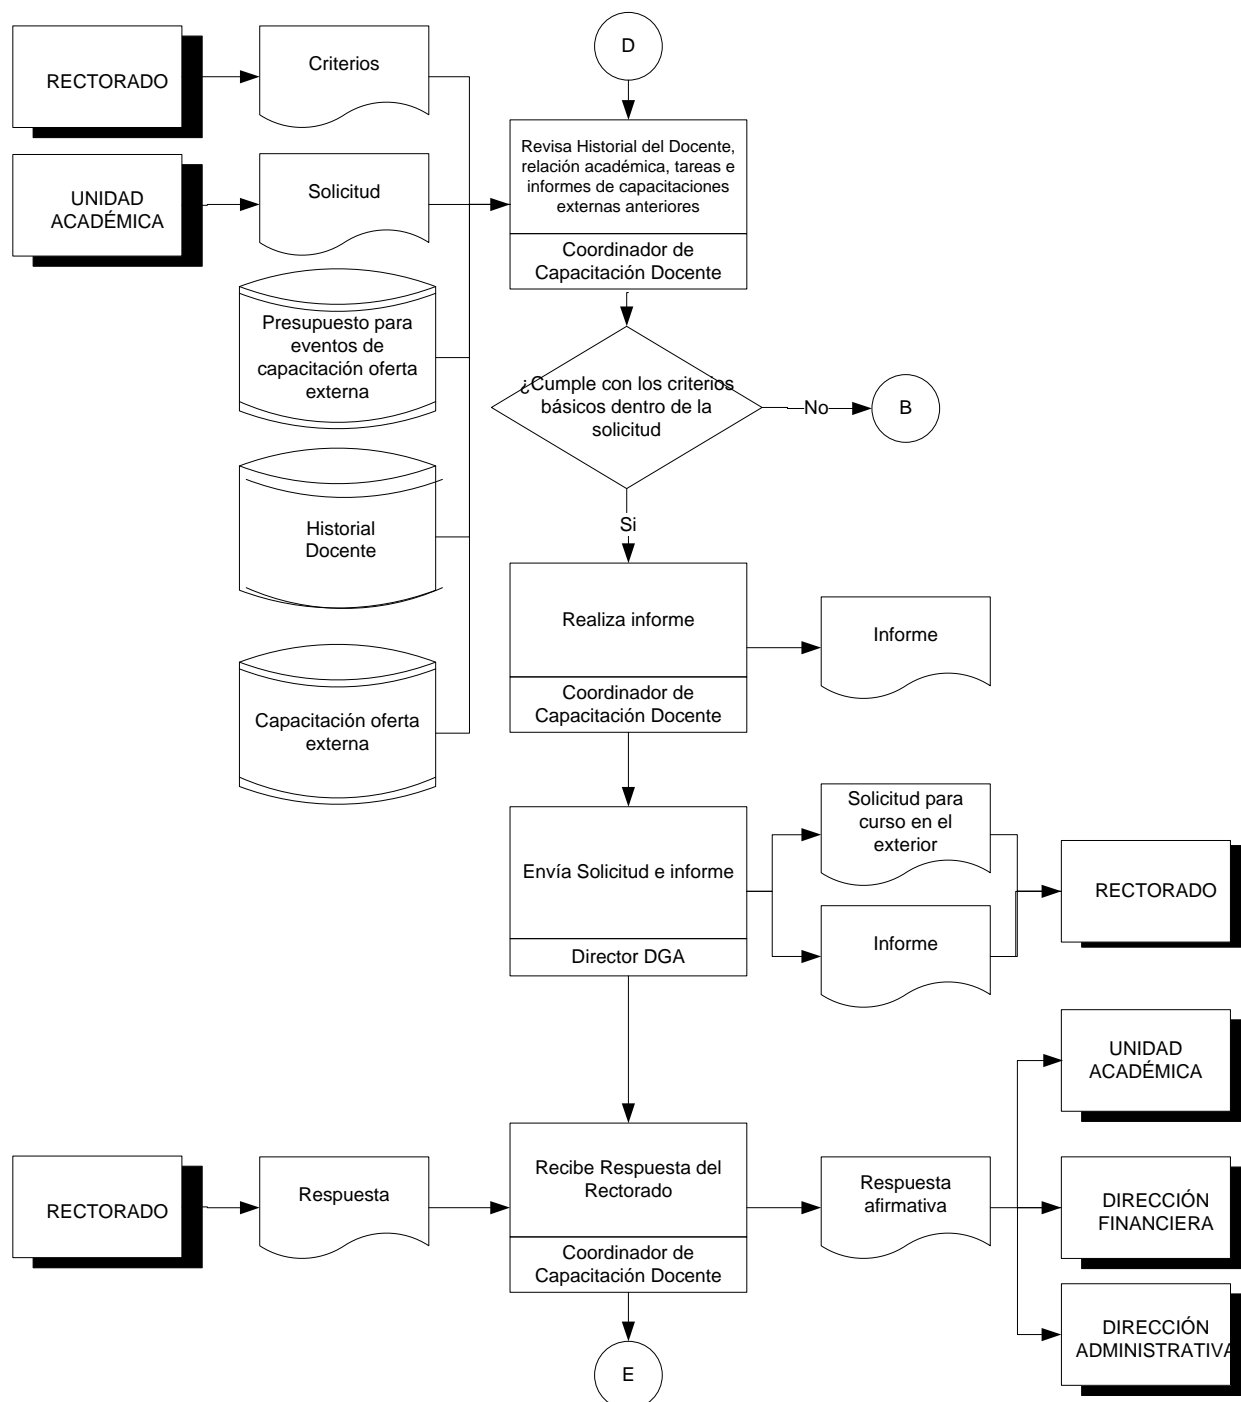 D
RECTORADO
Criterios
Revisa Historial del Docente,
relación académica, tareas e
informes de capacitaciones
externas anteriores
Coordinador de
Capacitación Docente
UNIDAD
ACADÉMICA
Solicitud
Presupuesto para
eventos de
capacitación oferta
externa
¿Cumple con los criterios
básicos dentro de la
solicitud
No
B
Historial
Docente
Si
Realiza informe
Coordinador de
Capacitación Docente
Informe
Capacitación oferta
externa
Envía Solicitud e informe
Director DGA
Solicitud para
curso en el
exterior
Informe
RECTORADO
UNIDAD
ACADÉMICA
RECTORADO
Respuesta
Recibe Respuesta del
Rectorado
Coordinador de
Capacitación Docente
Respuesta
afirmativa
DIRECCIÓN
FINANCIERA
DIRECCIÓN
ADMINISTRATIVA
E